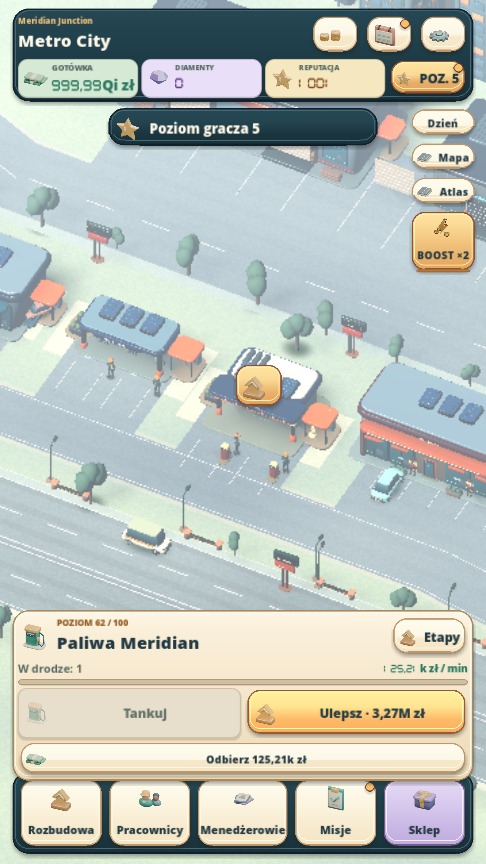 Meridian Junction
Metro City
GOTÓWKA
999,99Qi zł
DIAMENTY
0
REPUTACJA
POZ. 5
Poziom gracza 5
Dzień
Mapa
Atlas
BOOST ×2
POZIOM 62 / 100
Paliwa Meridian
Etapy
W drodze: 1
125,21 k zł / min
Tankuj
Ulepsz · 3,27M zł
Odbierz 125,21k zł
Rozbudowa
Pracownicy
Menedżerowie
Misje
Sklep